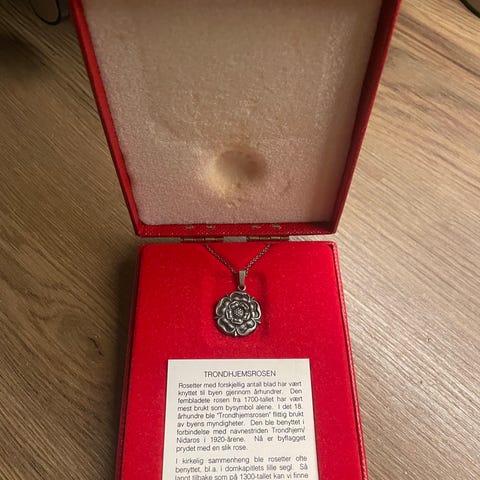 TRONDHJEMSROSEN
Rosetter med forskjellig antall blad har vært
knyttet til byen gjennom århundrer. Den
fembladete rosen fra 1700-tallet har vært
mest brukt som bysymbol alene. I det 18.
århundre ble "Trondhjemsrosen" flittig brukt
av byens myndigheter. Den ble benyttet i
forbindelse med navnestriden Trondhjem/
Nidaros i 1920-årene. Nå er byflagget
prydet med en slik rose.
I kirkelig sammenheng ble rosetter ofte
benyttet, bl.a. i domkapitlets lille segl. Så
langt tilbake som på 1300-tallet kan vi finne